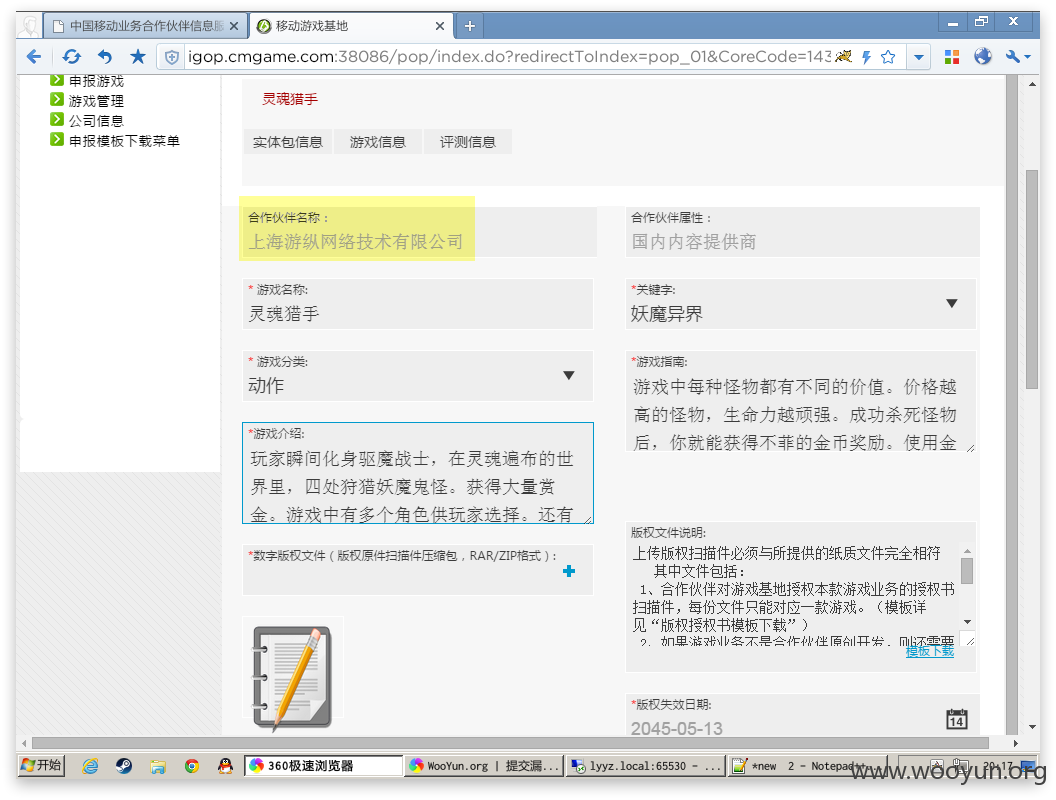 中国移动业务合作伙伴信息服
移动游戏基地
igop.cmgame.com:38086/pop/index.do?redirectToIndex=pop_01&CoreCode=143
申报游戏
游戏管理
公司信息
申报模板下载菜单
灵魂猎手
实体包信息 游戏信息 评测信息
合作伙伴名称：
上海游纵网络技术有限公司
合作伙伴属性：
国内内容提供商
* 游戏名称:
灵魂猎手
*关键字:
妖魔异界
* 游戏分类:
动作
*游戏指南:
游戏中每种怪物都有不同的价值。价格越
高的怪物，生命力越顽强。成功杀死怪物
后，你就能获得不菲的金币奖励。使用金
*游戏介绍:
玩家瞬间化身驱魔战士，在灵魂遍布的世
界里，四处狩猎妖魔鬼怪。获得大量赏
金。游戏中有多个角色供玩家选择。还有
*数字版权文件（版权原件扫描件压缩包，RAR/ZIP格式）:
版权文件说明:
上传版权扫描件必须与所提供的纸质文件完全相符
其中文件包括：
1、合作伙伴对游戏基地授权本款游戏业务的授权书
扫描件，每份文件只能对应一款游戏。（模板详
见“版权授权书模板下载”）
2、如果游戏业务不是合作伙伴原创开发，则还需要
模板下载
*版权失效日期:
2045-05-13
14
开始
360极速浏览器
WooYun.org | 提交漏...
lyyz.local:65530 - ...
*new 2 - Notepad++
20:17
www.wooyun.org